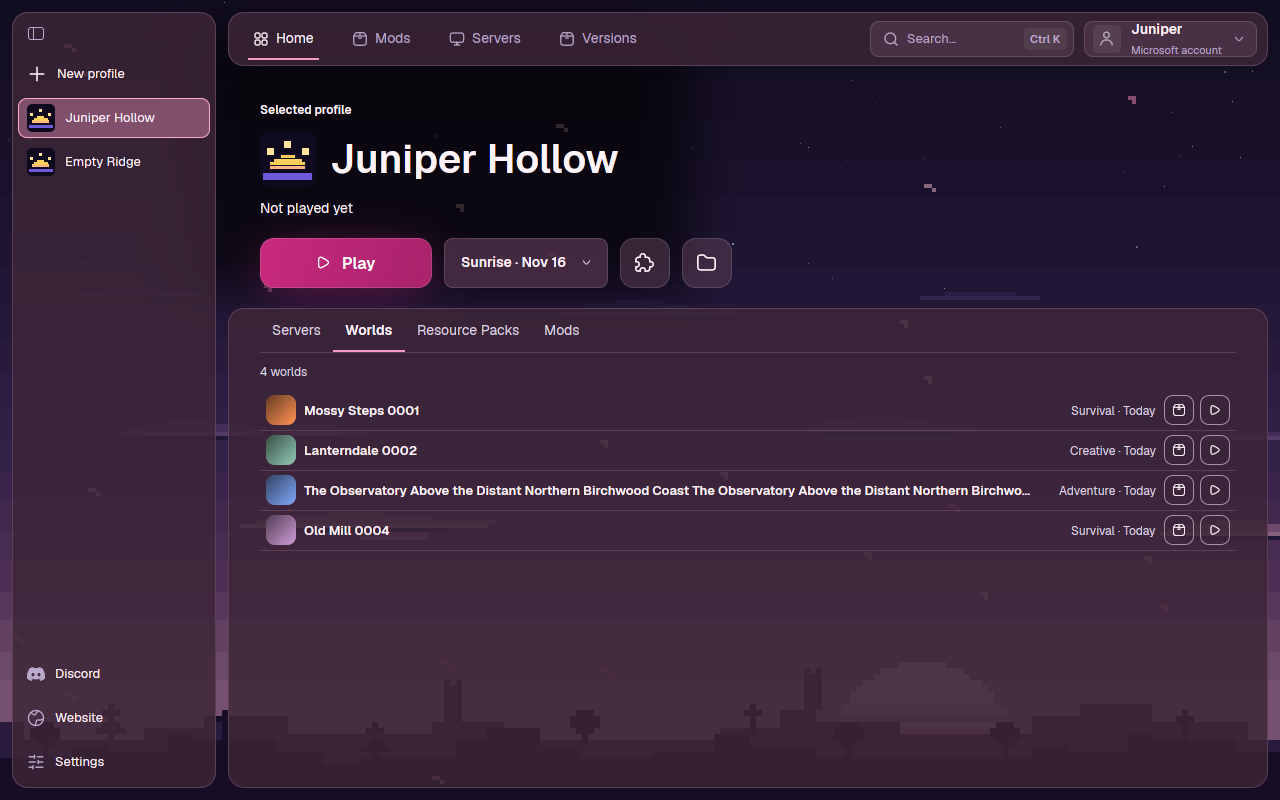 New profile
Juniper Hollow
Empty Ridge
Discord
Website
Settings
Home
Mods
Servers
Versions
Search...
Ctrl K
Juniper
Microsoft account
Selected profile
Juniper Hollow
Not played yet
Play
Sunrise · Nov 16
Servers
Worlds
Resource Packs
Mods
4 worlds
Mossy Steps 0001
Survival · Today
Lanterndale 0002
Creative · Today
The Observatory Above the Distant Northern Birchwood Coast The Observatory Above the Distant Northern Birchwo...
Adventure · Today
Old Mill 0004
Survival · Today